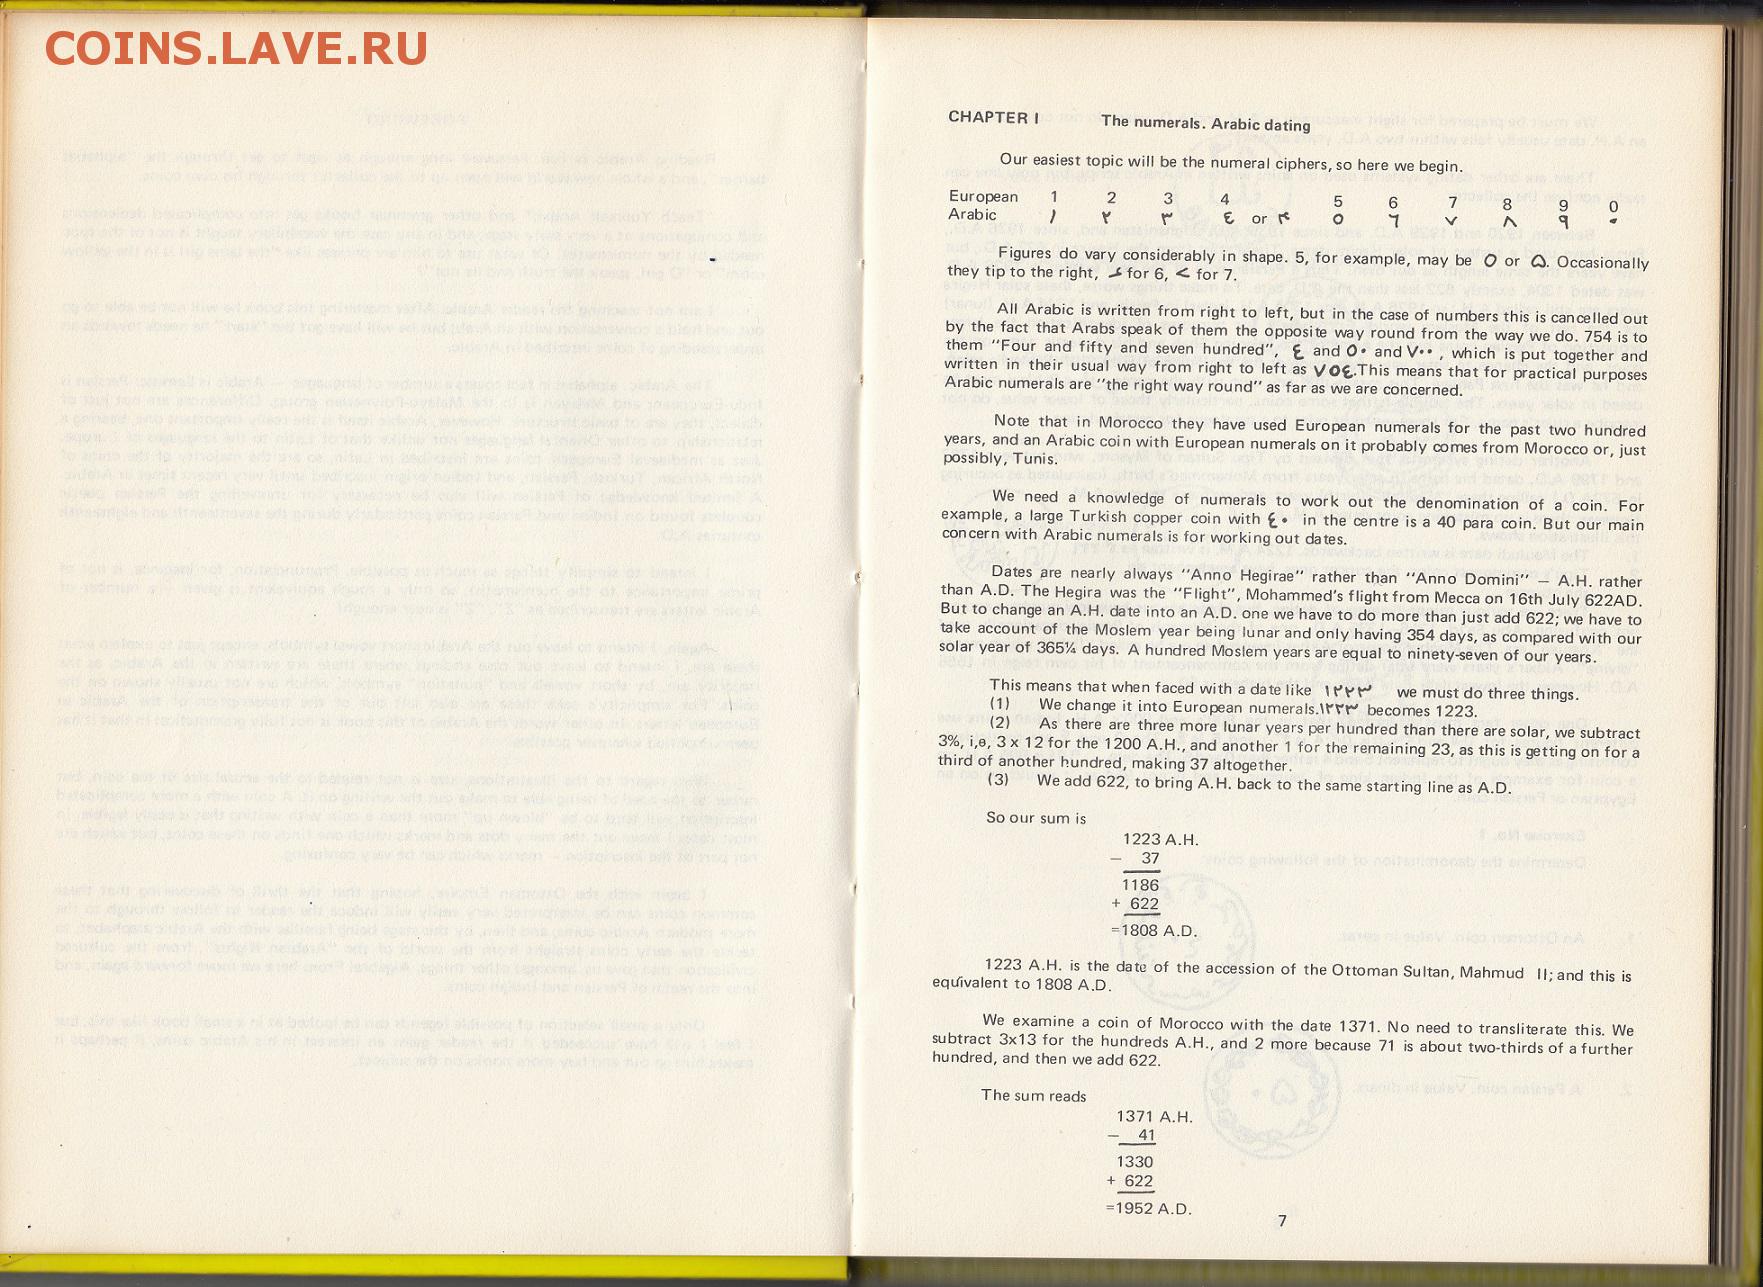 COINS.LAVE.RU
CHAPTER I The numerals. Arabic dating
Our easiest topic will be the numeral ciphers, so here we begin.
European 1 2 3 4 5 6 7 8 9 0
Arabic ١ ٢ ٣ ٤ or ۴ ٥ ٦ ٧ ٨ ٩ ٠
Figures do vary considerably in shape. 5, for example, may be ٥ or ۵. Occasionally
they tip to the right, for 6, < for 7.
All Arabic is written from right to left, but in the case of numbers this is cancelled out
by the fact that Arabs speak of them the opposite way round from the way we do. 754 is to
them "Four and fifty and seven hundred", ٤ and ٥٠ and ٧٠٠, which is put together and
written in their usual way from right to left as ٧٥٤.This means that for practical purposes
Arabic numerals are "the right way round" as far as we are concerned.
Note that in Morocco they have used European numerals for the past two hundred
years, and an Arabic coin with European numerals on it probably comes from Morocco or, just
possibly, Tunis.
We need a knowledge of numerals to work out the denomination of a coin. For
example, a large Turkish copper coin with ٤٠ in the centre is a 40 para coin. But our main
concern with Arabic numerals is for working out dates.
Dates are nearly always "Anno Hegirae" rather than "Anno Domini" — A.H. rather
than A.D. The Hegira was the "Flight", Mohammed's flight from Mecca on 16th July 622AD.
But to change an A.H. date into an A.D. one we have to do more than just add 622; we have to
take account of the Moslem year being lunar and only having 354 days, as compared with our
solar year of 365¼ days. A hundred Moslem years are equal to ninety-seven of our years.
This means that when faced with a date like ١٢٢٣ we must do three things.
(1) We change it into European numerals.١٢٢٣ becomes 1223.
(2) As there are three more lunar years per hundred than there are solar, we subtract
3%, i,e, 3 x 12 for the 1200 A.H., and another 1 for the remaining 23, as this is getting on for a
third of another hundred, making 37 altogether.
(3) We add 622, to bring A.H. back to the same starting line as A.D.
So our sum is
1223 A.H.
— 37
1186
+ 622
=1808 A.D.
1223 A.H. is the date of the accession of the Ottoman Sultan, Mahmud II; and this is
equivalent to 1808 A.D.
We examine a coin of Morocco with the date 1371. No need to transliterate this. We
subtract 3x13 for the hundreds A.H., and 2 more because 71 is about two-thirds of a further
hundred, and then we add 622.
The sum reads
1371 A.H.
— 41
1330
+ 622
=1952 A.D.
7